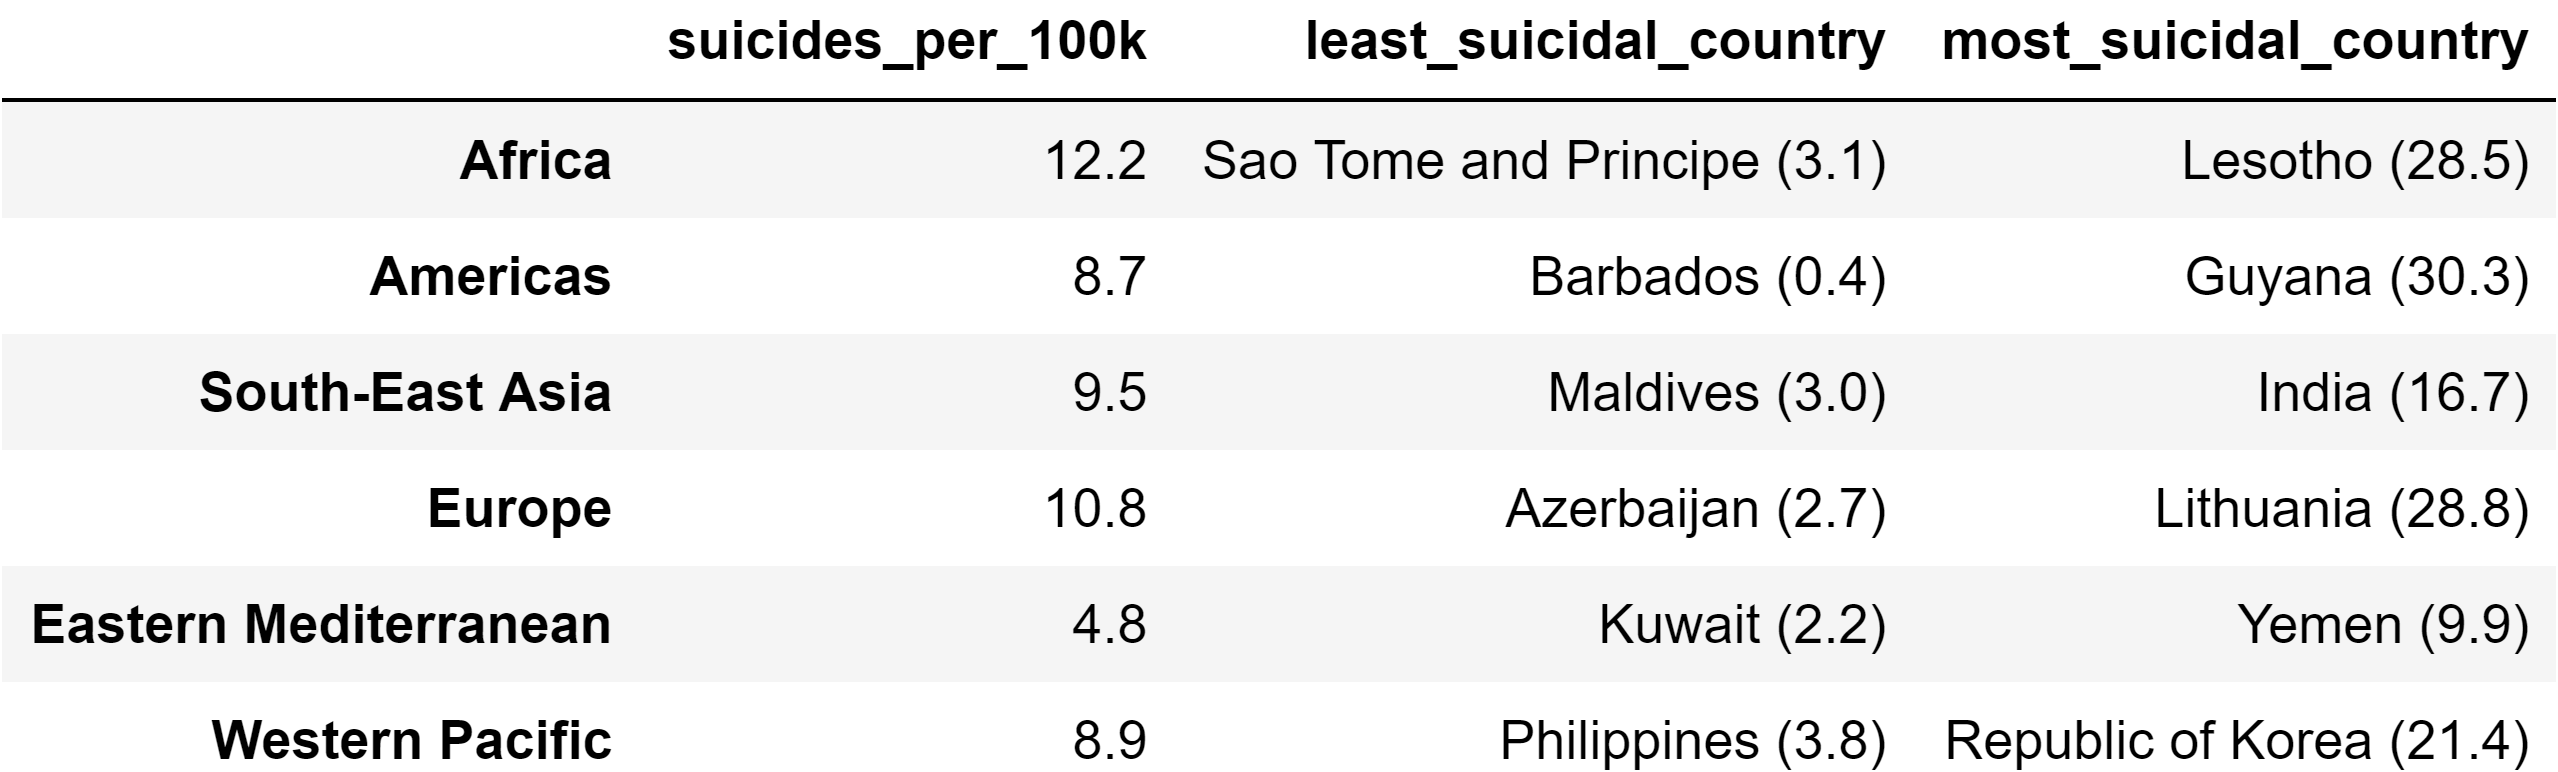 suicides_per_100k least_suicidal_country most_suicidal_country
Africa 12.2 Sao Tome and Principe (3.1) Lesotho (28.5)
Americas 8.7 Barbados (0.4) Guyana (30.3)
South-East Asia 9.5 Maldives (3.0) India (16.7)
Europe 10.8 Azerbaijan (2.7) Lithuania (28.8)
Eastern Mediterranean 4.8 Kuwait (2.2) Yemen (9.9)
Western Pacific 8.9 Philippines (3.8) Republic of Korea (21.4)